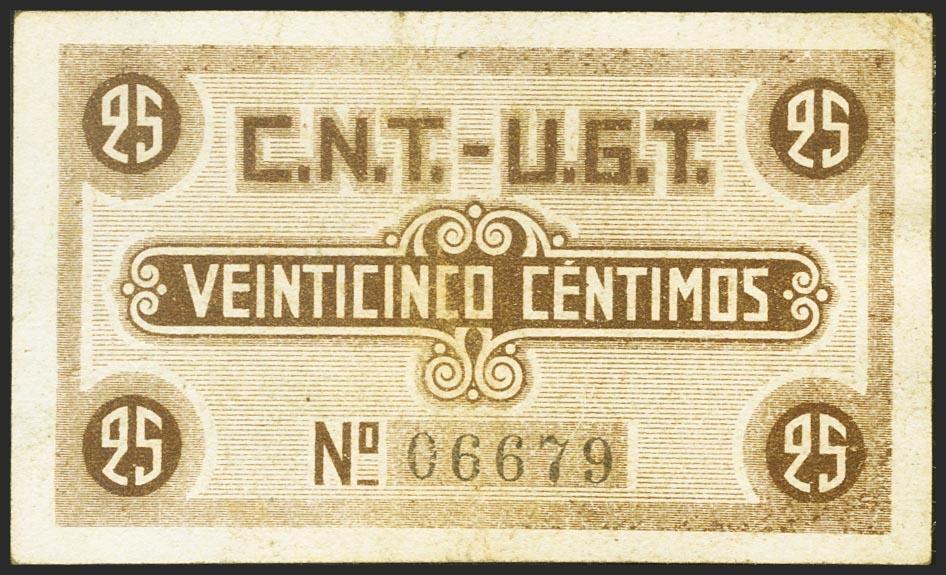 25 25
C.N.T. - U.G.T.
VEINTICINCO CÉNTIMOS
25 Nº 06679 25